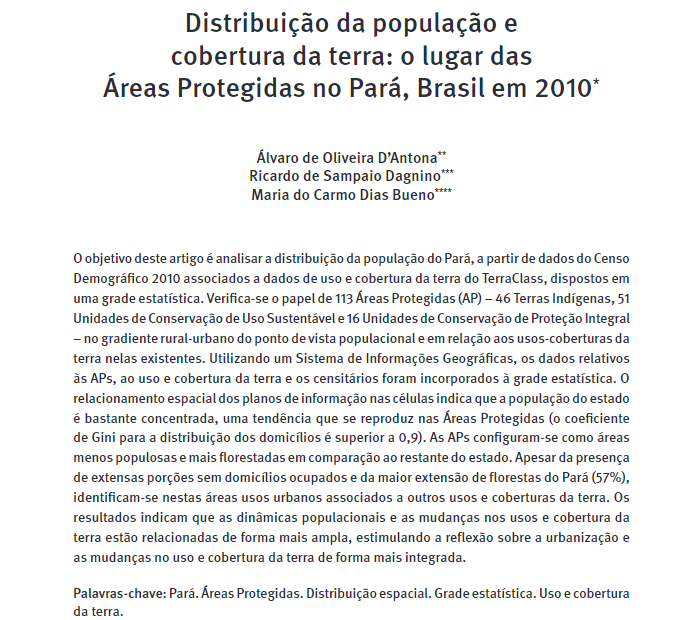 Distribuição da população e
cobertura da terra: o lugar das
Áreas Protegidas no Pará, Brasil em 2010*
Álvaro de Oliveira D’Antona**
Ricardo de Sampaio Dagnino***
Maria do Carmo Dias Bueno****
O objetivo deste artigo é analisar a distribuição da população do Pará, a partir de dados do Censo
Demográfico 2010 associados a dados de uso e cobertura da terra do TerraClass, dispostos em
uma grade estatística. Verifica-se o papel de 113 Áreas Protegidas (AP) – 46 Terras Indígenas, 51
Unidades de Conservação de Uso Sustentável e 16 Unidades de Conservação de Proteção Integral
– no gradiente rural-urbano do ponto de vista populacional e em relação aos usos-coberturas da
terra nelas existentes. Utilizando um Sistema de Informações Geográficas, os dados relativos
às APs, ao uso e cobertura da terra e os censitários foram incorporados à grade estatística. O
relacionamento espacial dos planos de informação nas células indica que a população do estado
é bastante concentrada, uma tendência que se reproduz nas Áreas Protegidas (o coeficiente
de Gini para a distribuição dos domicílios é superior a 0,9). As APs configuram-se como áreas
menos populosas e mais florestadas em comparação ao restante do estado. Apesar da presença
de extensas porções sem domicílios ocupados e da maior extensão de florestas do Pará (57%),
identificam-se nestas áreas usos urbanos associados a outros usos e coberturas da terra. Os
resultados indicam que as dinâmicas populacionais e as mudanças nos usos e cobertura da
terra estão relacionadas de forma mais ampla, estimulando a reflexão sobre a urbanização e
as mudanças no uso e cobertura da terra de forma mais integrada.
Palavras-chave: Pará. Áreas Protegidas. Distribuição espacial. Grade estatística. Uso e cobertura
da terra.